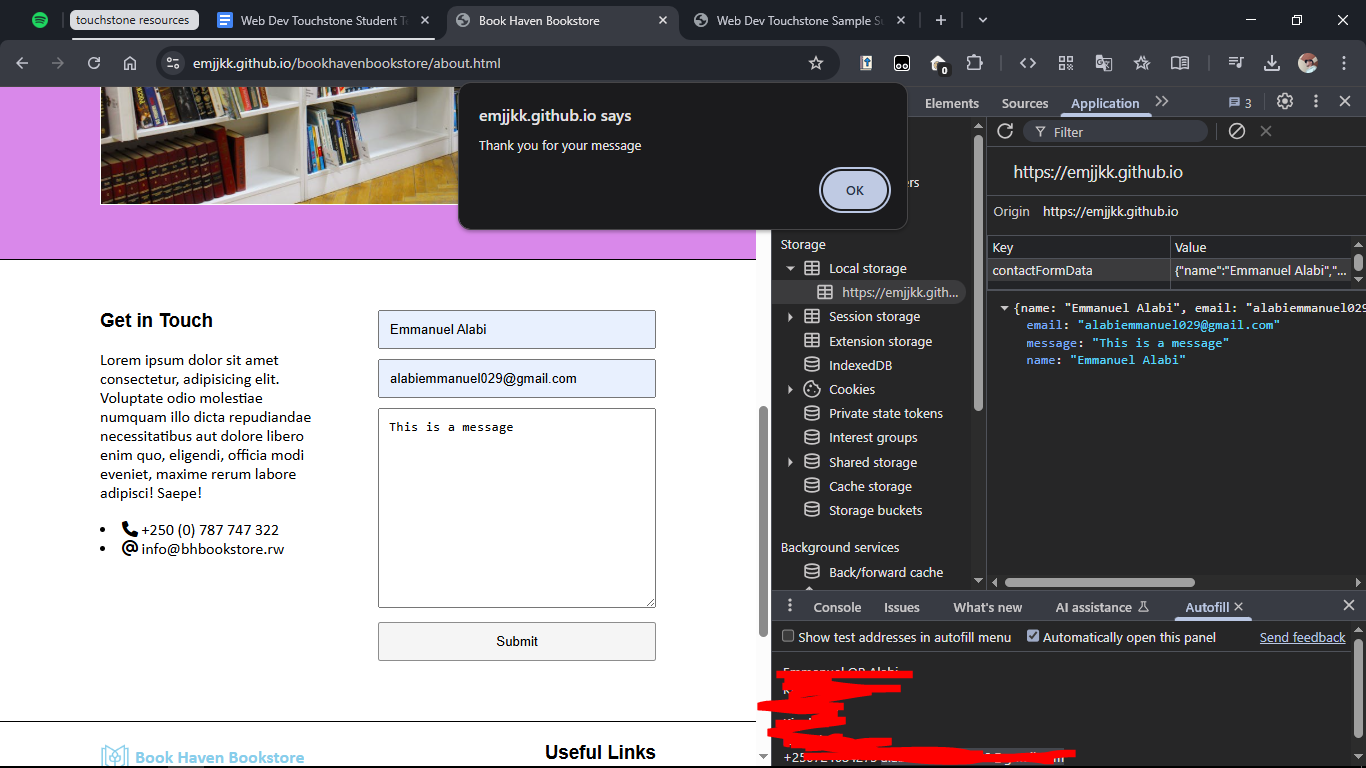 touchstone resources
Web Dev Touchstone Student Te
Book Haven Bookstore
Web Dev Touchstone Sample Su
emjjkk.github.io/bookhavenbookstore/about.html
0
emjjkk.github.io says
Thank you for your message
OK
Get in Touch
Lorem ipsum dolor sit amet
consectetur, adipisicing elit.
Voluptate odio molestiae
numquam illo dicta repudiandae
necessitatibus aut dolore libero
enim quo, eligendi, officia modi
eveniet, maxime rerum labore
adipisci! Saepe!
+250 (0) 787 747 322
info@bhbookstore.rw
Emmanuel Alabi
alabiemmanuel029@gmail.com
This is a message
Submit
Book Haven Bookstore
Useful Links
Elements Sources Application 3
Storage
Local storage
https://emjjkk.gith...
Session storage
Extension storage
IndexedDB
Cookies
Private state tokens
Interest groups
Shared storage
Cache storage
Storage buckets
Background services
Back/forward cache
Filter
https://emjjkk.github.io
Origin https://emjjkk.github.io
Key Value
contactFormData {"name":"Emmanuel Alabi","...
{name: "Emmanuel Alabi", email: "alabiemmanuel029
email: "alabiemmanuel029@gmail.com"
message: "This is a message"
name: "Emmanuel Alabi"
Console Issues What's new AI assistance Autofill
Show test addresses in autofill menu Automatically open this panel Send feedback